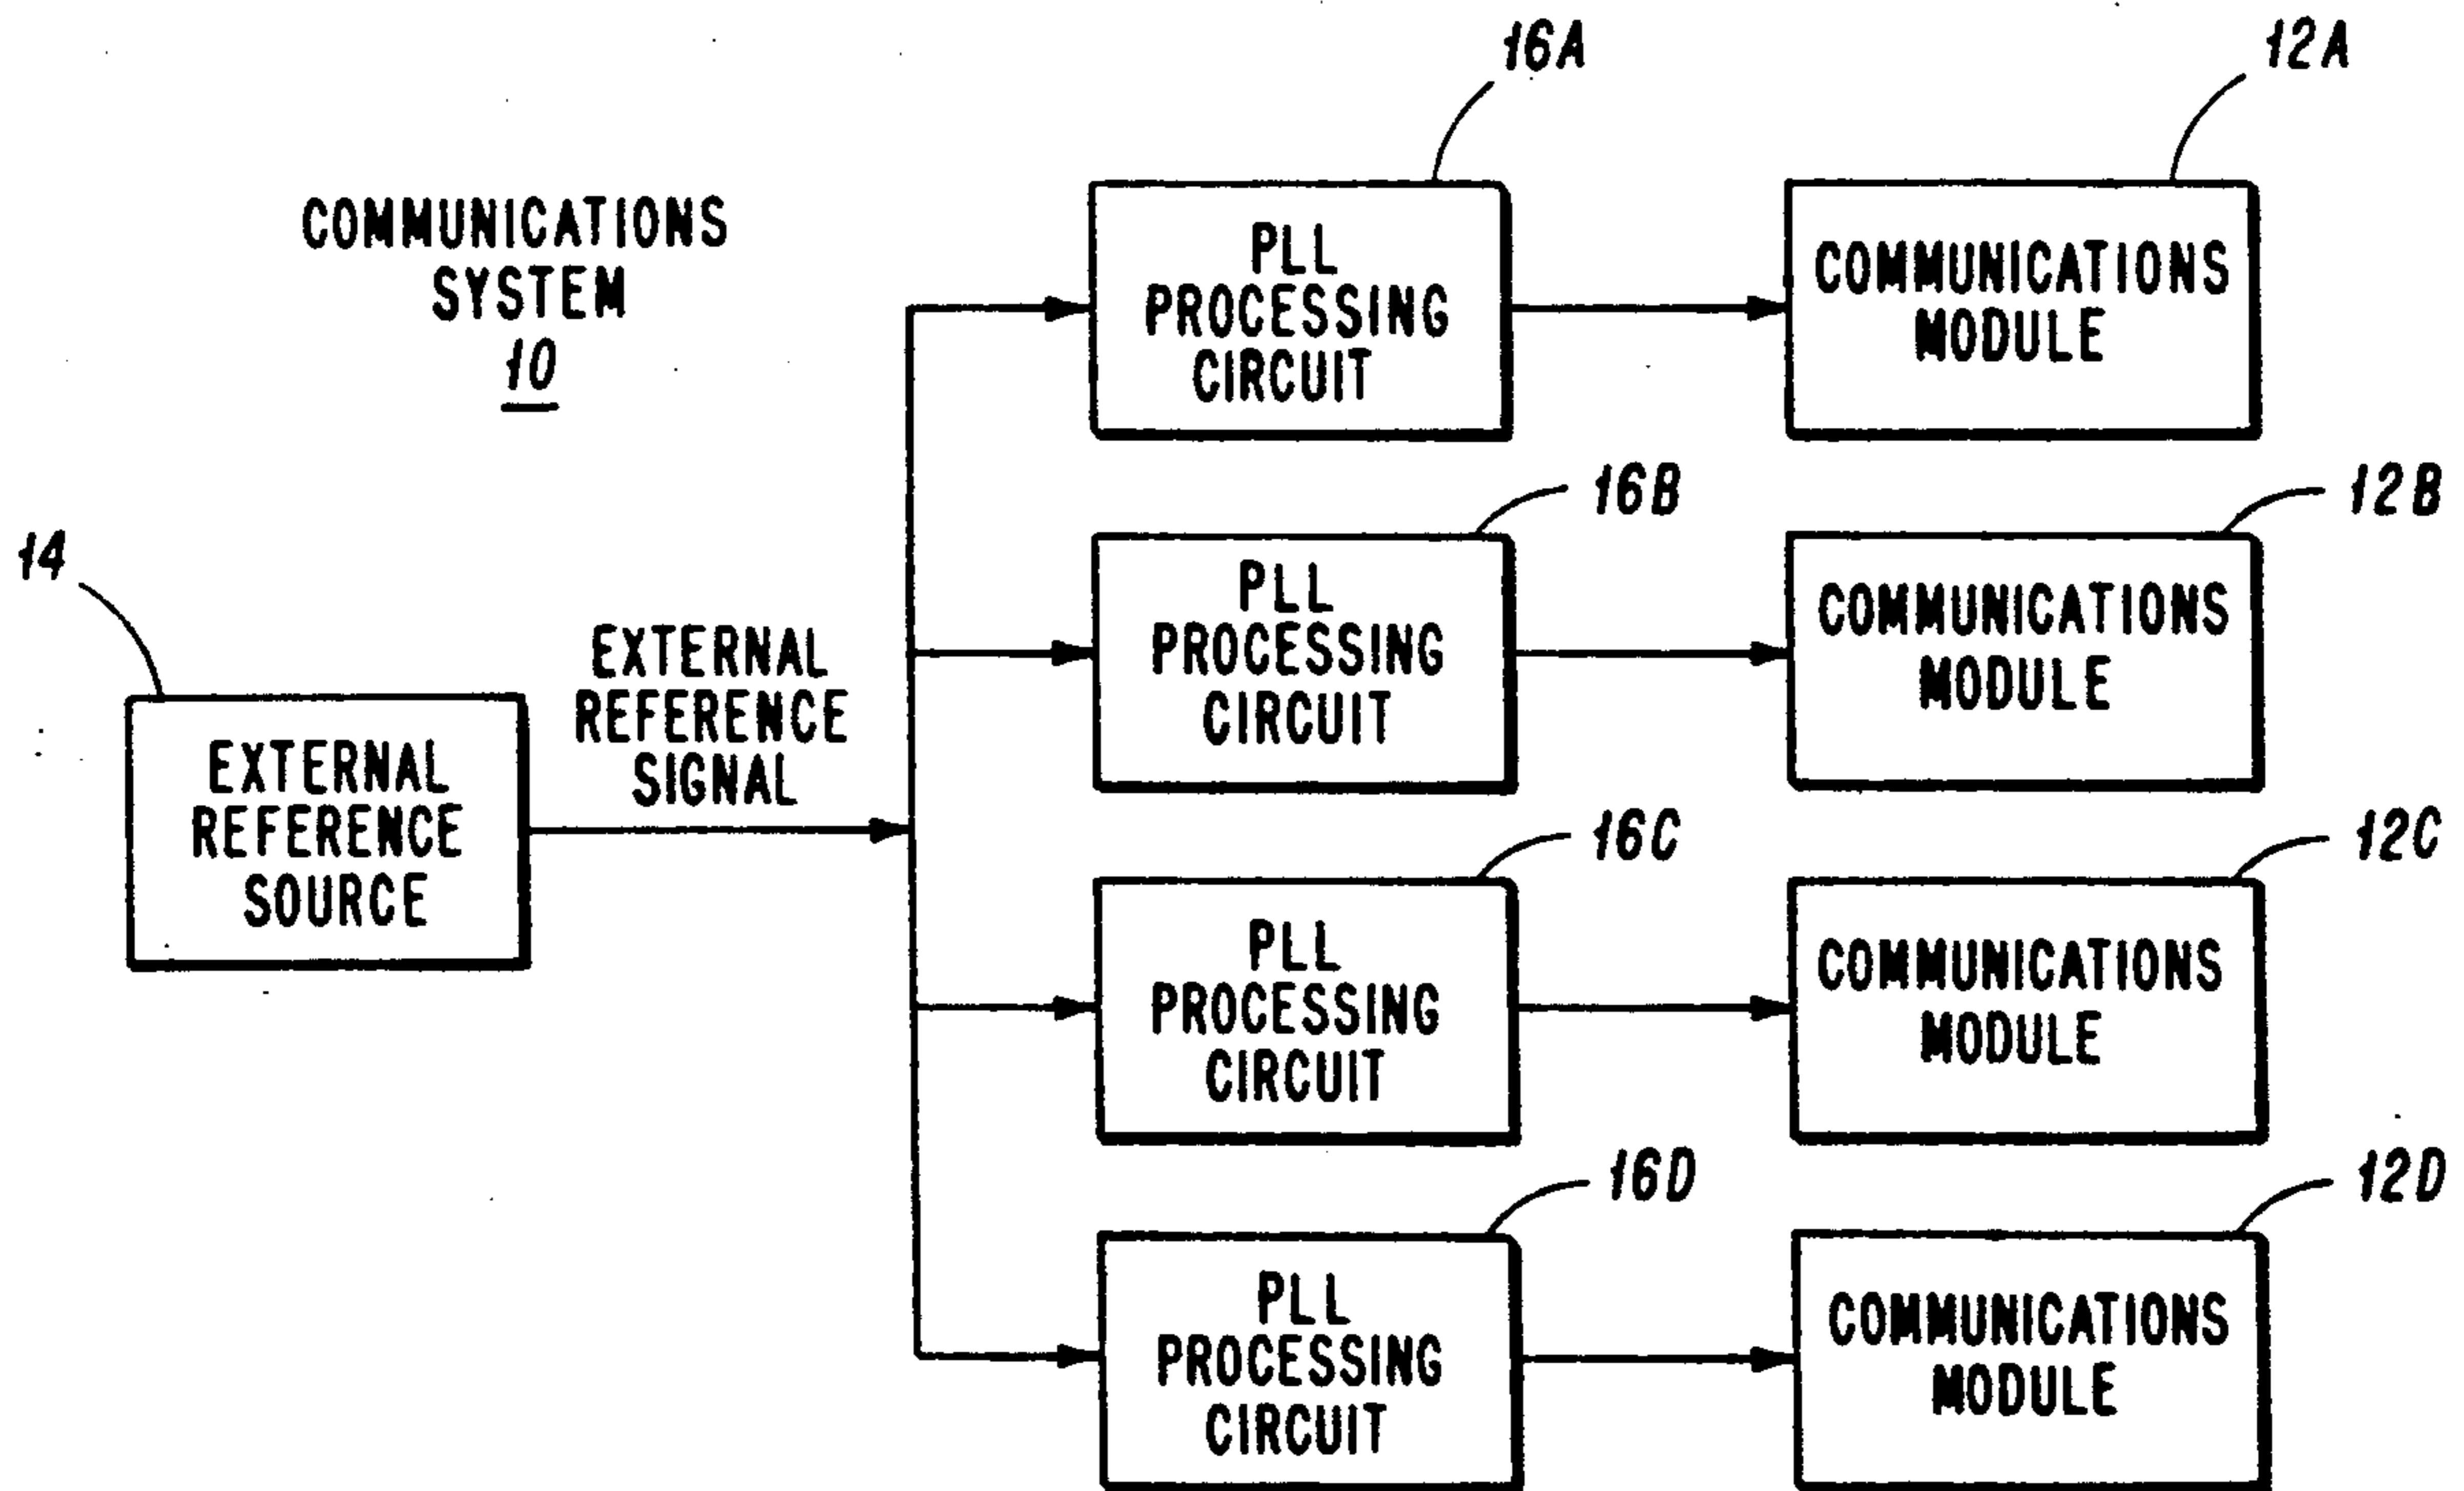 16A
12A
COMMUNICATIONS
SYSTEM
10
PLL
PROCESSING
CIRCUIT
COMMUNICATIONS
MODULE
16B
12B
14
PLL
PROCESSING
CIRCUIT
COMMUNICATIONS
MODULE
EXTERNAL
REFERENCE
SIGNAL
EXTERNAL
REFERENCE
SOURCE
16C
12C
PLL
PROCESSING
CIRCUIT
COMMUNICATIONS
MODULE
16D
12D
PLL
PROCESSING
CIRCUIT
COMMUNICATIONS
MODULE